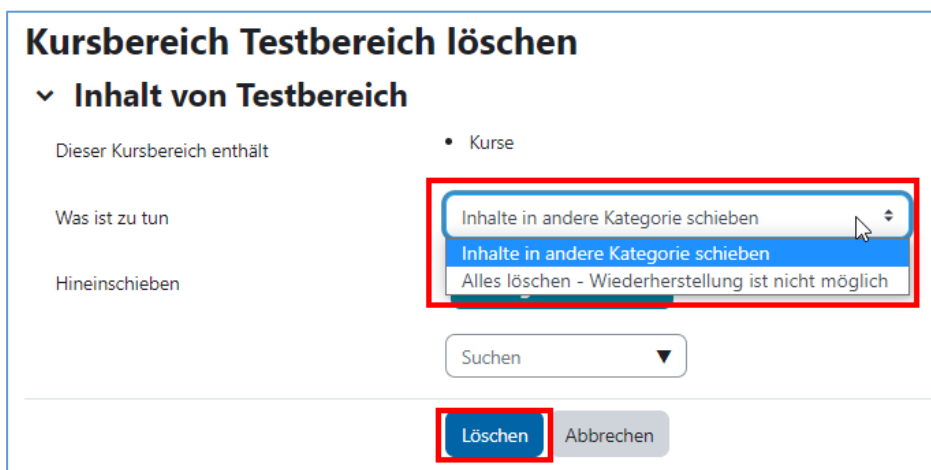 Kursbereich Testbereich löschen
Inhalt von Testbereich
Dieser Kursbereich enthält
Kurse
Was ist zu tun
Inhalte in andere Kategorie schieben
Inhalte in andere Kategorie schieben
Alles löschen - Wiederherstellung ist nicht möglich
Hineinschieben
Suchen
Löschen
Abbrechen